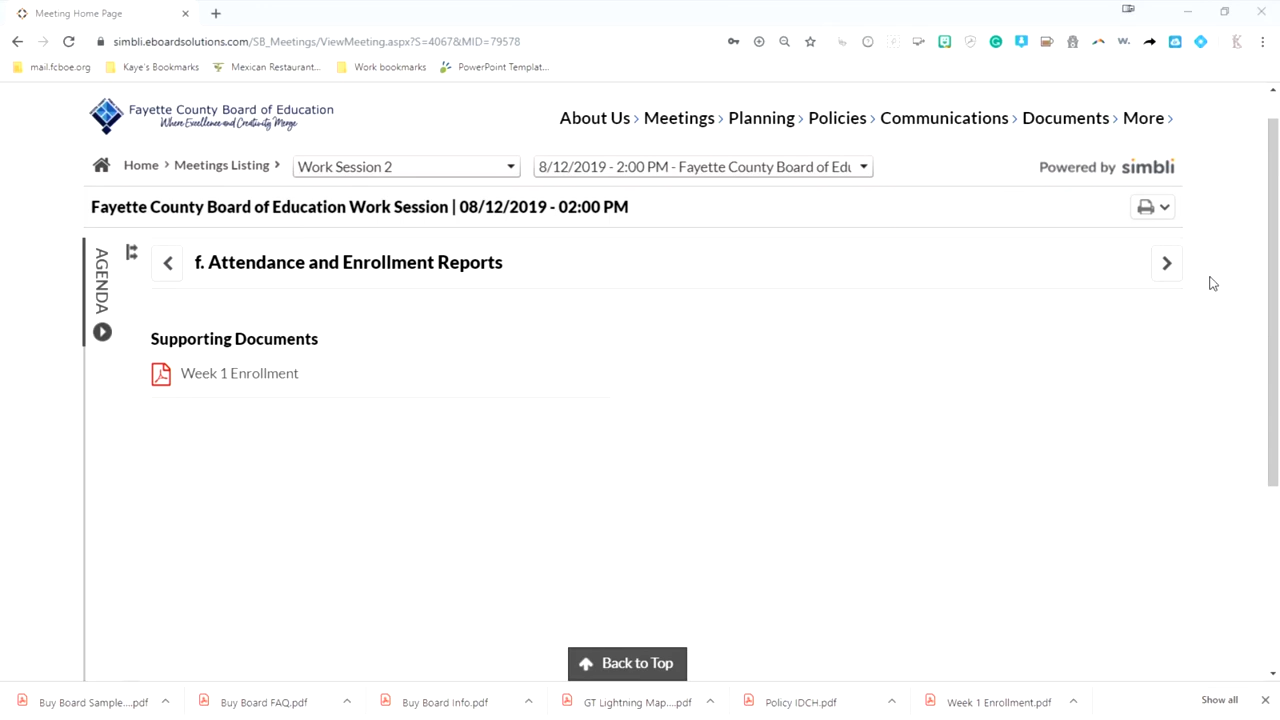 Meeting Home Page
simbli.eboardsolutions.com/SB_Meetings/ViewMeeting.aspx?S=4067&MID=79578
mail.fcboe.org Kaye's Bookmarks Mexican Restaurant... Work bookmarks PowerPoint Templat...
Fayette County Board of Education
Where Excellence and Creativity Merge
About Us Meetings Planning Policies Communications Documents More
Home Meetings Listing Work Session 2 8/12/2019 - 2:00 PM - Fayette County Board of Edu Powered by simbli
Fayette County Board of Education Work Session | 08/12/2019 - 02:00 PM
AGENDA
f. Attendance and Enrollment Reports
Supporting Documents
Week 1 Enrollment
Back to Top
Buy Board Sample....pdf Buy Board FAQ.pdf Buy Board Info.pdf GT Lightning Map....pdf Policy IDCH.pdf Week 1 Enrollment.pdf Show all